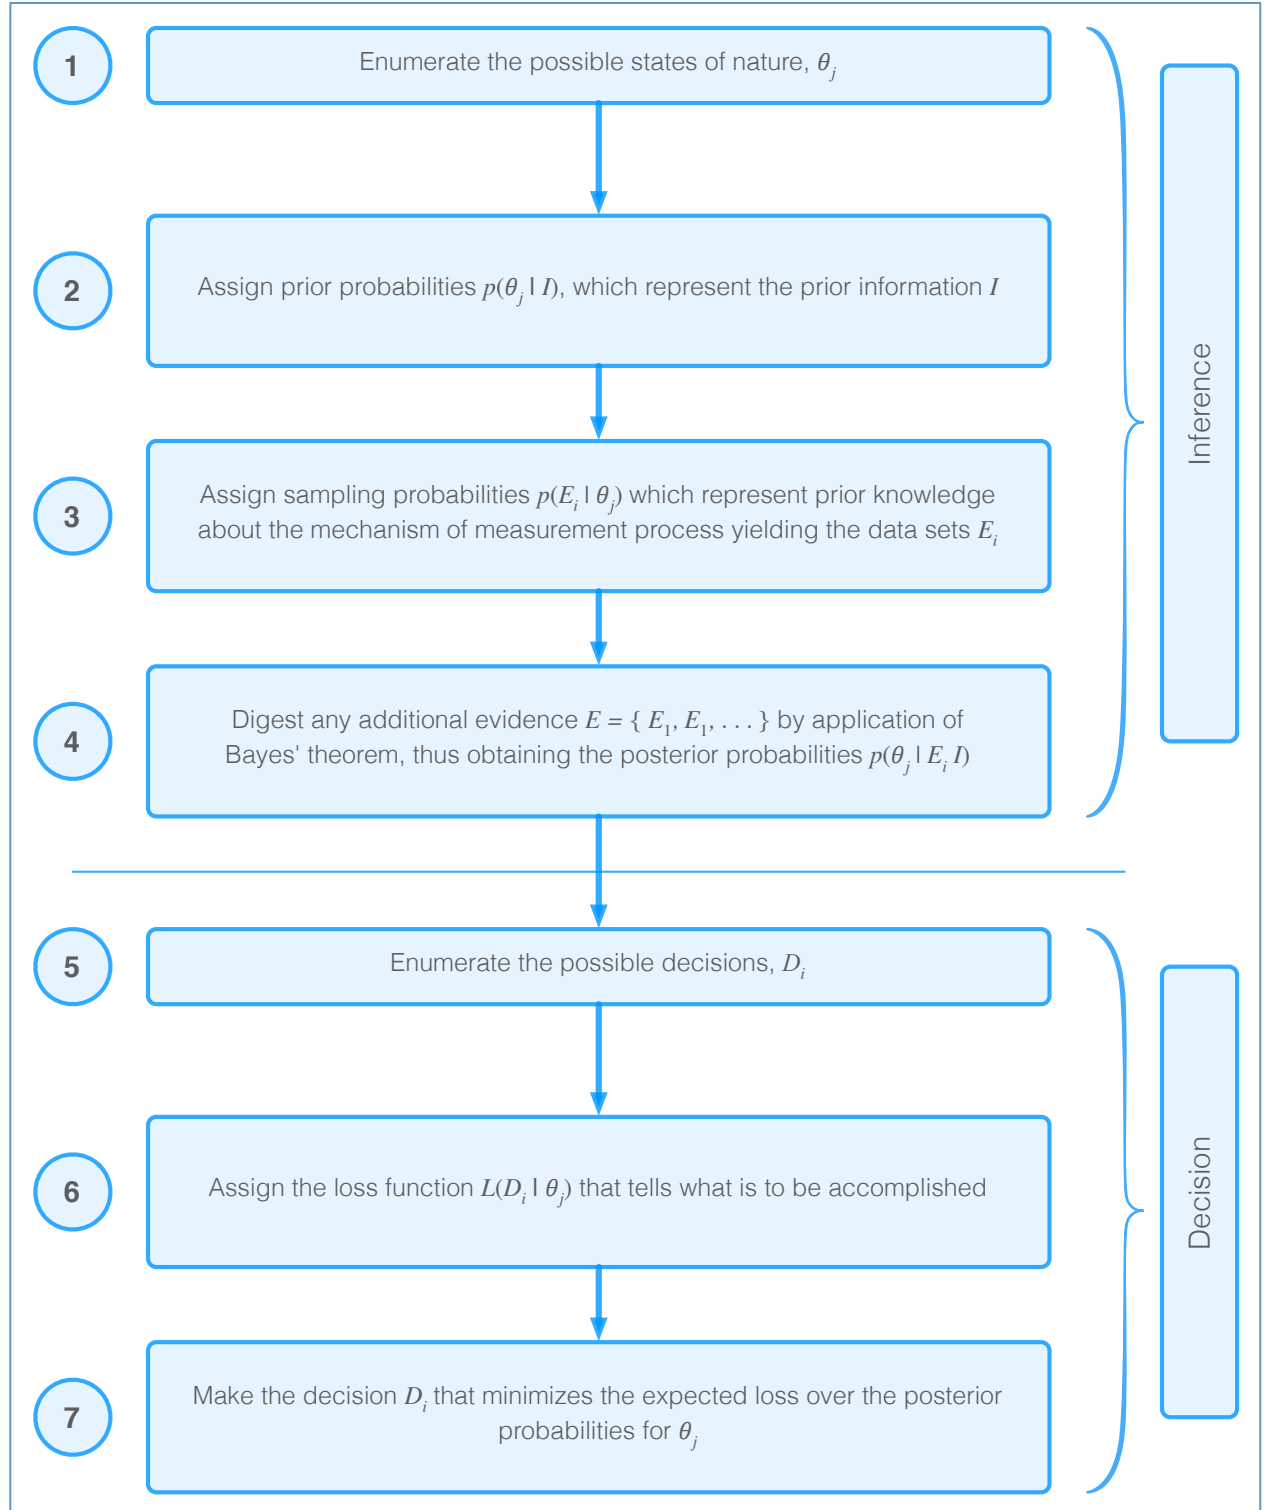 1
Enumerate the possible states of nature, θj
2
Assign prior probabilities p(θj | I), which represent the prior information I
3
Assign sampling probabilities p(Ei | θj) which represent prior knowledge
about the mechanism of measurement process yielding the data sets Ei
4
Digest any additional evidence E = { E1, E1, . . . } by application of
Bayes' theorem, thus obtaining the posterior probabilities p(θj | Ei I)
Inference
5
Enumerate the possible decisions, Di
6
Assign the loss function L(Di | θj) that tells what is to be accomplished
7
Make the decision Di that minimizes the expected loss over the posterior
probabilities for θj
Decision